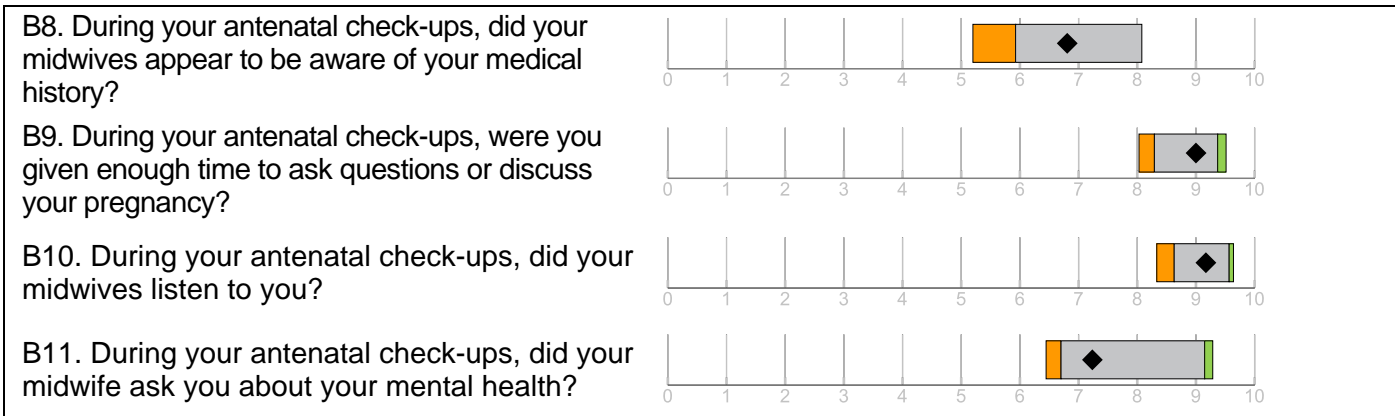 B8. During your antenatal check-ups, did your
midwives appear to be aware of your medical
history?
0 1 2 3 4 5 6 7 8 9 10
B9. During your antenatal check-ups, were you
given enough time to ask questions or discuss
your pregnancy?
0 1 2 3 4 5 6 7 8 9 10
B10. During your antenatal check-ups, did your
midwives listen to you?
0 1 2 3 4 5 6 7 8 9 10
B11. During your antenatal check-ups, did your
midwife ask you about your mental health?
0 1 2 3 4 5 6 7 8 9 10